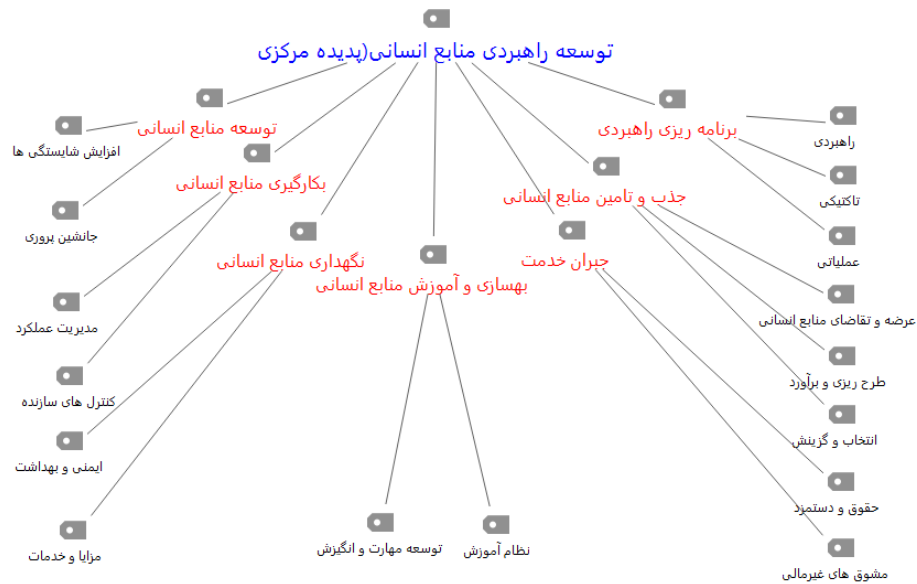 توسعه راهبردی منابع انسانی(پدیده مرکزی
برنامه ریزی راهبردی
راهبردی
تاکتیکی
عملیاتی
جذب و تامین منابع انسانی
عرضه و تقاضای منابع انسانی
طرح ریزی و برآورد
انتخاب و گزینش
جبران خدمت
حقوق و دستمزد
مشوق های غیرمالی
بهسازی و آموزش منابع انسانی
نظام آموزش
توسعه مهارت و انگیزش
نگهداری منابع انسانی
ایمنی و بهداشت
مزایا و خدمات
بکارگیری منابع انسانی
مدیریت عملکرد
کنترل های سازنده
توسعه منابع انسانی
افزایش شایستگی ها
جانشین پروری